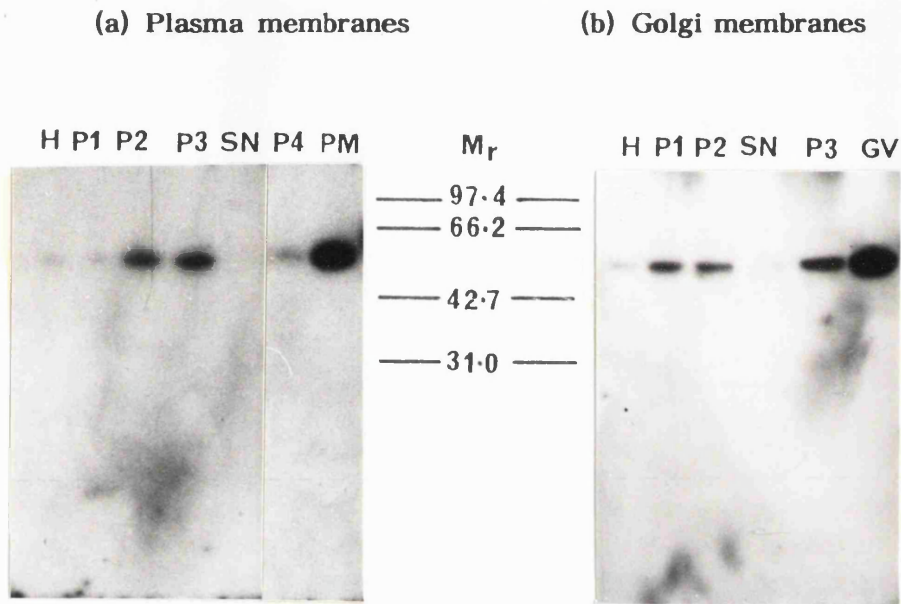 (a) Plasma membranes
(b) Golgi membranes
H P1 P2 P3 SN P4 PM
Mr
H P1 P2 SN P3 GV
97·4
66·2
42·7
31·0